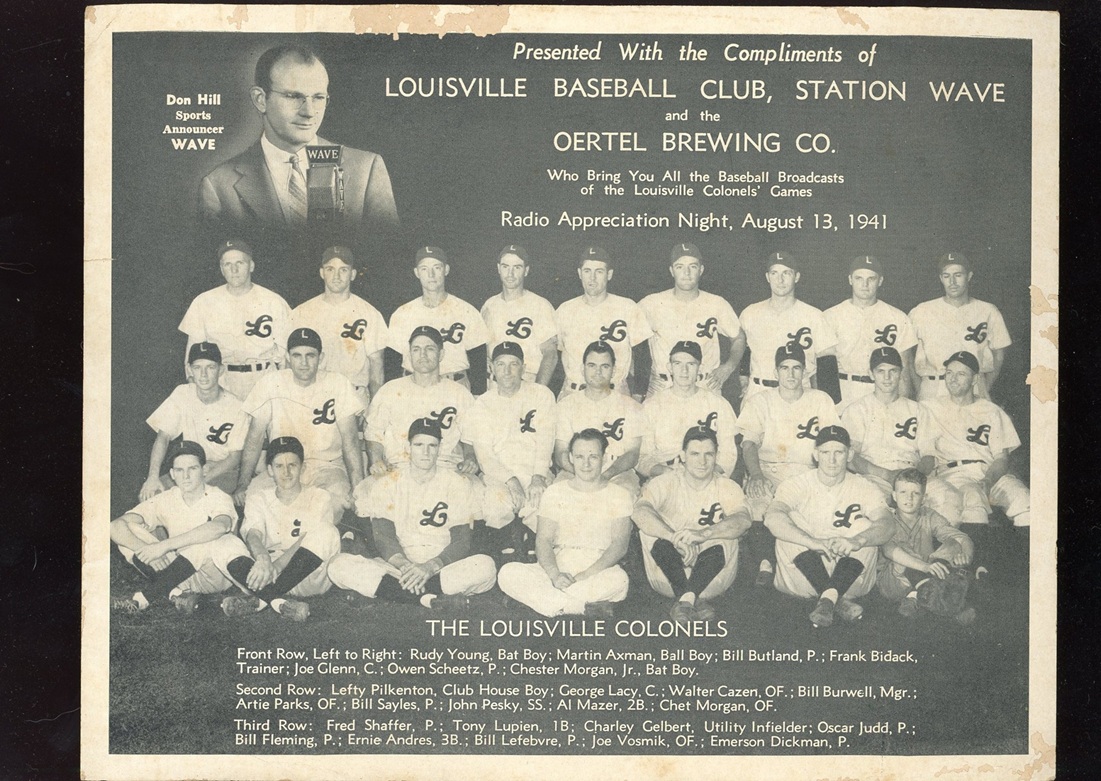 Presented With the Compliments of
LOUISVILLE BASEBALL CLUB, STATION WAVE
and the
OERTEL BREWING CO.
Who Bring You All the Baseball Broadcasts
of the Louisville Colonels' Games
Radio Appreciation Night, August 13, 1941
Don Hill
Sports
Announcer
WAVE
WAVE
WAVE
L L L L L L L L L
L L L L L L L L L
L L L L L L L L
L L L L L L L L L
L L L L
L L L
THE LOUISVILLE COLONELS
Front Row, Left to Right: Rudy Young, Bat Boy; Martin Axman, Ball Boy; Bill Butland, P.; Frank Bidack,
Trainer; Joe Glenn, C.; Owen Scheetz, P.; Chester Morgan, Jr., Bat Boy.
Second Row: Lefty Pilkenton, Club House Boy; George Lacy, C.; Walter Cazen, OF.; Bill Burwell, Mgr.;
Artie Parks, OF.; Bill Sayles, P.; John Pesky, SS.; Al Mazer, 2B.; Chet Morgan, OF.
Third Row: Fred Shaffer, P.; Tony Lupien, 1B; Charley Gelbert, Utility Infielder; Oscar Judd, P.;
Bill Fleming, P.; Ernie Andres, 3B.; Bill Lefebvre, P.; Joe Vosmik, OF.; Emerson Dickman, P.